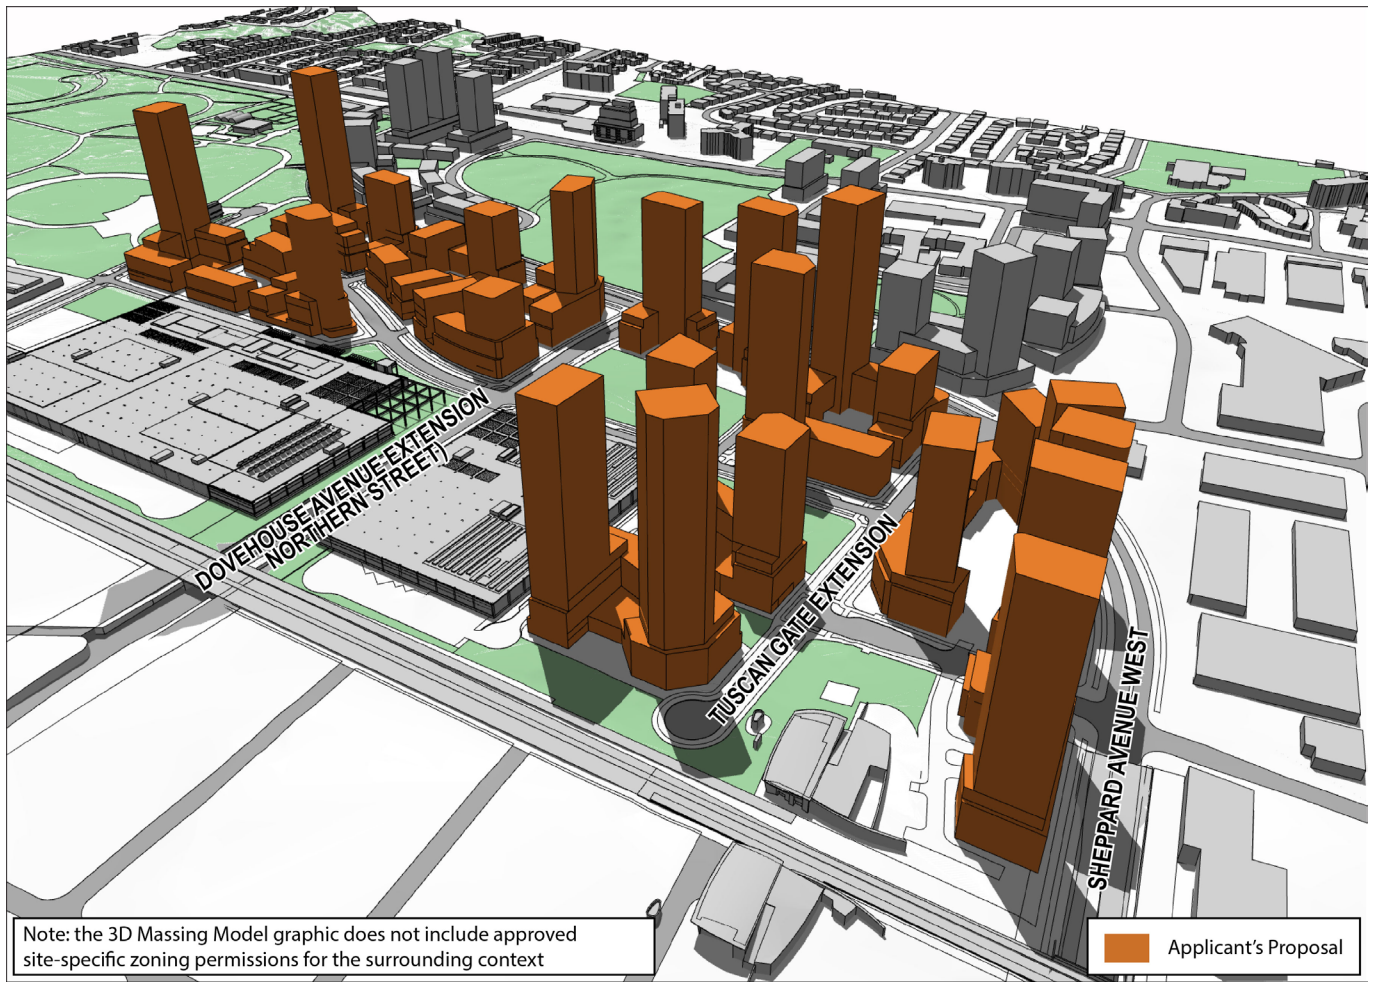 DOVEHOUSE AVENUE EXTENSION
NORTHERN STREET)
TUSCAN GATE EXTENSION
SHEPPARD AVENUE WEST
Note: the 3D Massing Model graphic does not include approved
site-specific zoning permissions for the surrounding context
Applicant's Proposal